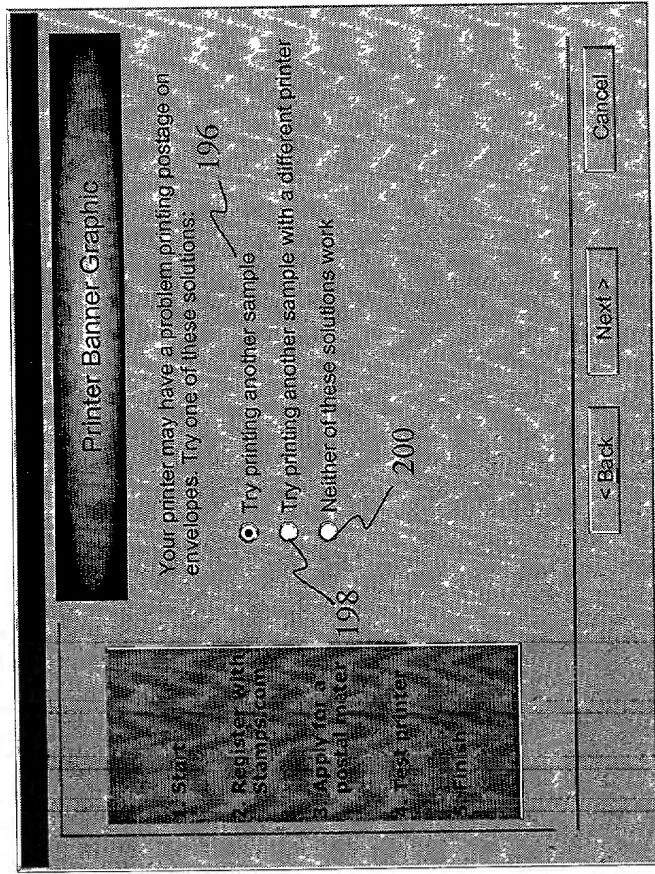 Printer Banner Graphic
1. Start
2. Register with
Stamps.com
3. Apply for a
postal meter
4. Test printer
5. Finish
Your printer may have a problem printing postage on
envelopes. Try one of these solutions:
Try printing another sample
196
Try printing another sample with a different printer
198
Neither of these solutions work
200
< Back
Next >
Cancel